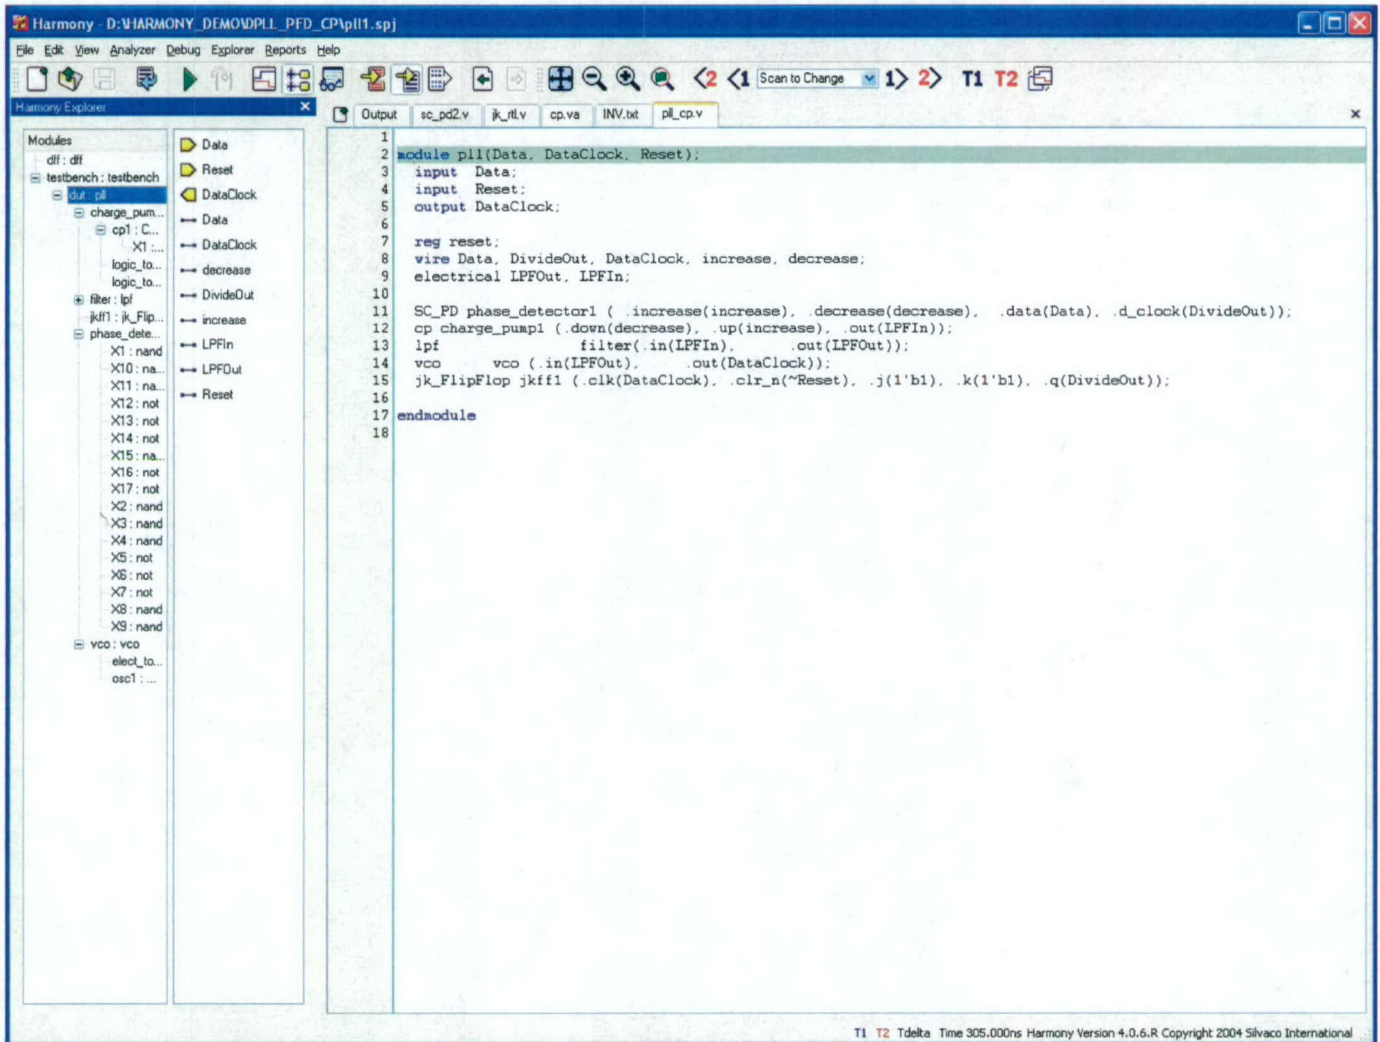 Harmony - D:\HARMONY_DEMO\DPLL_PFD_CP\pll1.spj
File Edit View Analyzer Debug Explorer Reports Help
<2 <1 Scan to Change 1> 2> T1 T2
Harmony Explorer
Output sc_pd2.v jk_rtl.v cp.va INV.txt pll_cp.v
Modules
dff : dff
testbench : testbench
dut : pll
charge_pum...
cp1 : C...
X1 :...
logic_to...
logic_to...
filter : lpf
jkff1 : jk_Flip...
phase_dete...
X1 : nand
X10 : na...
X11 : na...
X12 : not
X13 : not
X14 : not
X15 : na...
X16 : not
X17 : not
X2 : nand
X3 : nand
X4 : nand
X5 : not
X6 : not
X7 : not
X8 : nand
X9 : nand
vco : vco
elect_to...
osc1 : ...
Data
Reset
DataClock
Data
DataClock
decrease
DivideOut
increase
LPFIn
LPFOut
Reset
1
2 module pll(Data, DataClock, Reset);
3 input Data;
4 input Reset;
5 output DataClock;
6
7 reg reset;
8 wire Data, DivideOut, DataClock, increase, decrease;
9 electrical LPFOut, LPFIn;
10
11 SC_PD phase_detector1 ( .increase(increase), .decrease(decrease), .data(Data), .d_clock(DivideOut));
12 cp charge_pump1 (.down(decrease), .up(increase), .out(LPFIn));
13 lpf filter(.in(LPFIn), .out(LPFOut));
14 vco vco (.in(LPFOut), .out(DataClock));
15 jk_FlipFlop jkff1 (.clk(DataClock), .clr_n(~Reset), .j(1'b1), .k(1'b1), .q(DivideOut));
16
17 endmodule
18
T1 T2 Tdelta Time 305.000ns Harmony Version 4.0.6.R Copyright 2004 Silvaco International